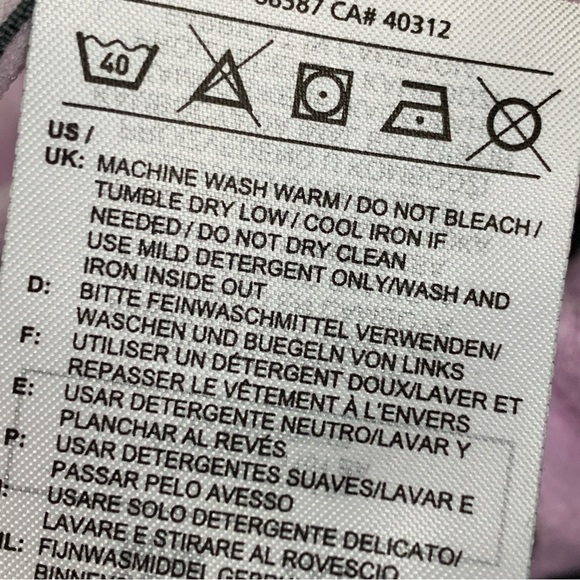 CA# 40312
40
US /
UK: MACHINE WASH WARM / DO NOT BLEACH /
TUMBLE DRY LOW / COOL IRON IF
NEEDED / DO NOT DRY CLEAN
USE MILD DETERGENT ONLY/WASH AND
IRON INSIDE OUT
D: BITTE FEINWASCHMITTEL VERWENDEN/
WASCHEN UND BUEGELN VON LINKS
F: UTILISER UN DÉTERGENT DOUX/LAVER ET
REPASSER LE VÊTEMENT À L'ENVERS
E: USAR DETERGENTE NEUTRO/LAVAR Y
PLANCHAR AL REVÉS
P: USAR DETERGENTES SUAVES/LAVAR E
PASSAR PELO AVESSO
USARE SOLO DETERGENTE DELICATO/
LAVARE E STIRARE AL ROVESCIO
FIJNWASMIDDEL